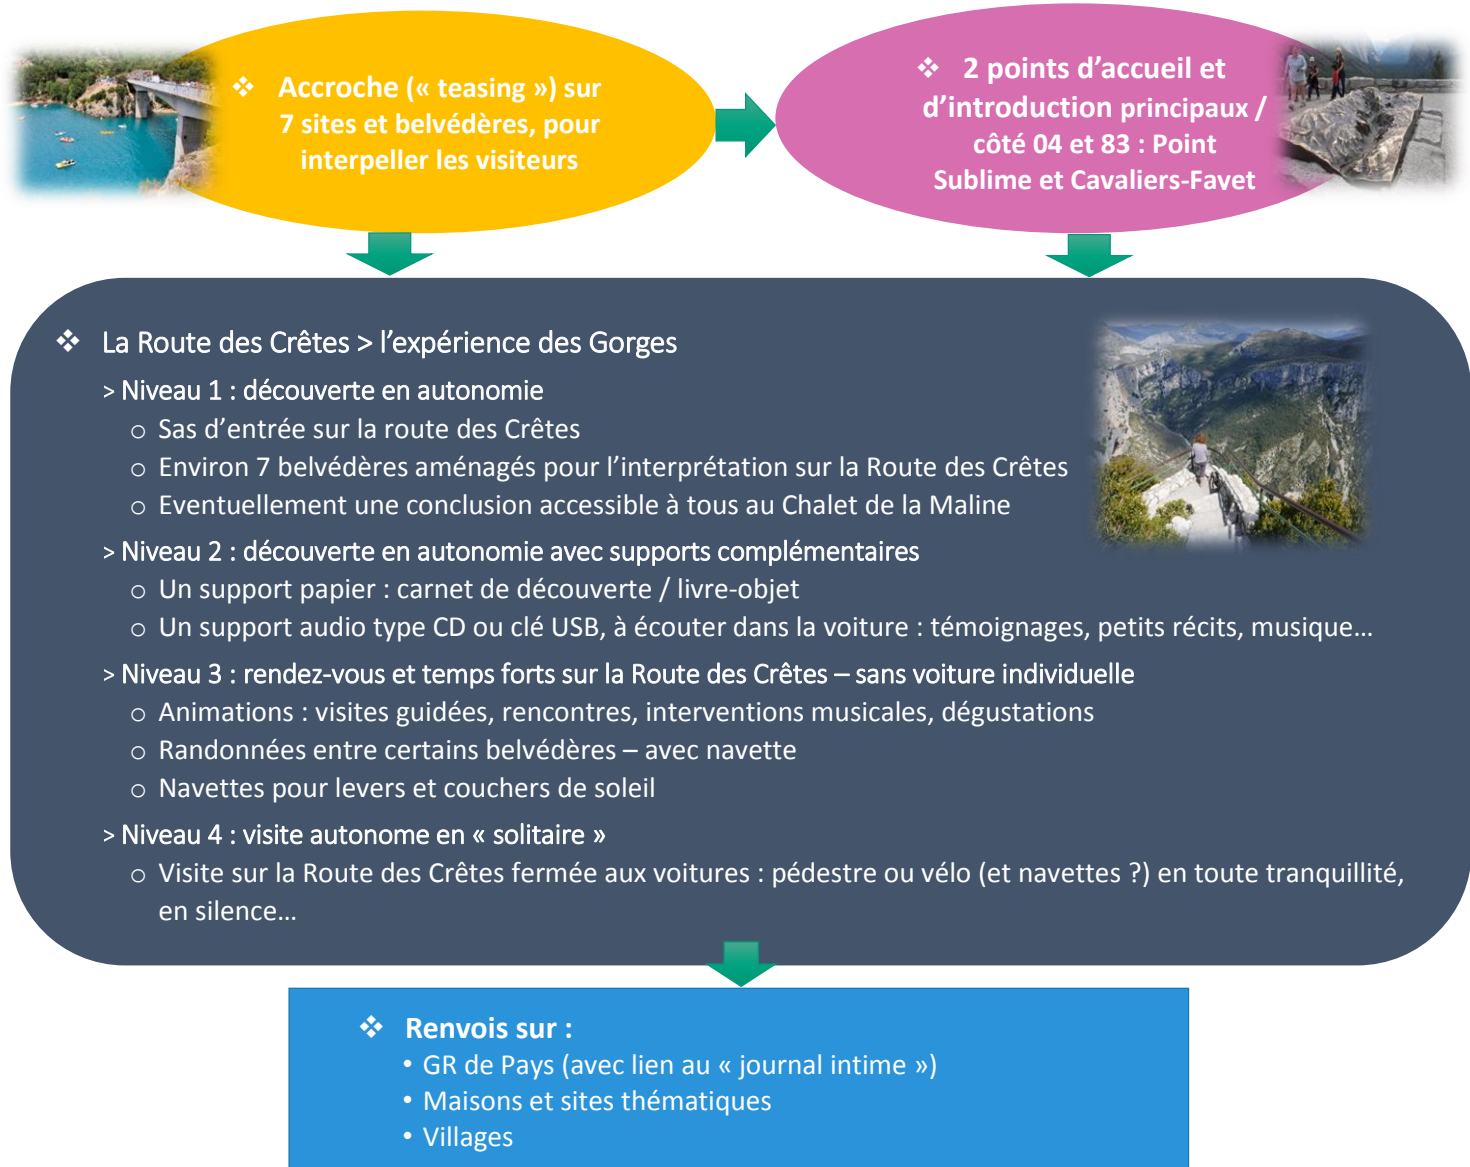 ❖ Accroche (« teasing ») sur
7 sites et belvédères, pour
interpeller les visiteurs
❖ 2 points d’accueil et
d’introduction principaux /
côté 04 et 83 : Point
Sublime et Cavaliers-Fayet
❖ La Route des Crêtes > l’expérience des Gorges
> Niveau 1 : découverte en autonomie
o Sas d’entrée sur la route des Crêtes
o Environ 7 belvédères aménagés pour l’interprétation sur la Route des Crêtes
o Eventuellement une conclusion accessible à tous au Chalet de la Maline
> Niveau 2 : découverte en autonomie avec supports complémentaires
o Un support papier : carnet de découverte / livre-objet
o Un support audio type CD ou clé USB, à écouter dans la voiture : témoignages, petits récits, musique…
> Niveau 3 : rendez-vous et temps forts sur la Route des Crêtes – sans voiture individuelle
o Animations : visites guidées, rencontres, interventions musicales, dégustations
o Randonnées entre certains belvédères – avec navette
o Navettes pour levers et couchers de soleil
> Niveau 4 : visite autonome en « solitaire »
o Visite sur la Route des Crêtes fermée aux voitures : pédestre ou vélo (et navettes ?) en toute tranquillité,
en silence…
❖ Renvois sur :
• GR de Pays (avec lien au « journal intime »)
• Maisons et sites thématiques
• Villages